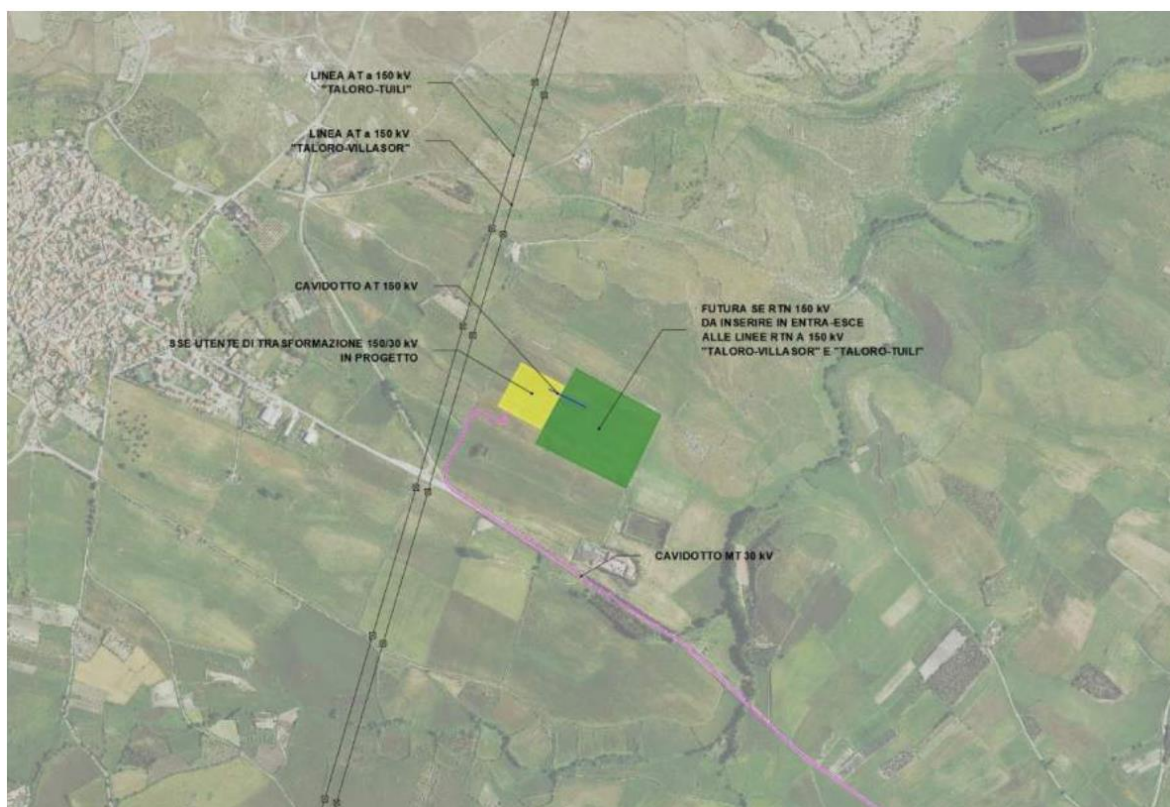 LINEA AT a 150 kV
"TALORO-TUILI"
LINEA AT a 150 kV
"TALORO-VILLASOR"
CAVIDOTTO AT 150 kV
SSE UTENTE DI TRASFORMAZIONE 150/30 kV
IN PROGETTO
FUTURA SE RTN 150 kV
DA INSERIRE IN ENTRA-ESCE
ALLE LINEE RTN A 150 kV
"TALORO-VILLASOR" E "TALORO-TUILI"
CAVIDOTTO MT 30 kV